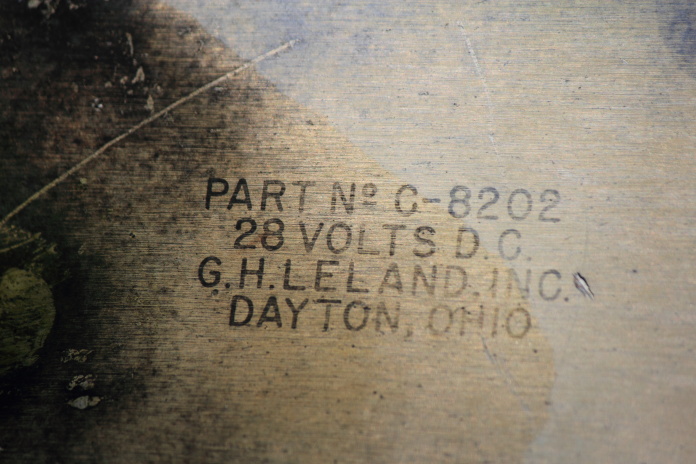 PART Nº C-8202
28 VOLTS D.C.
G.H.LELAND.INC.
DAYTON, OHIO